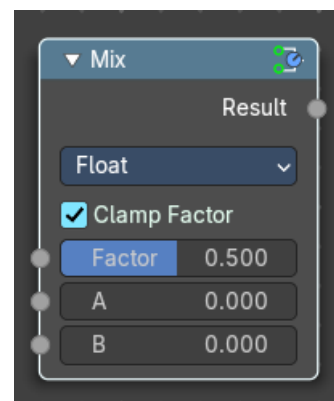 Mix
Result
Float
Clamp Factor
Factor 0.500
A 0.000
B 0.000